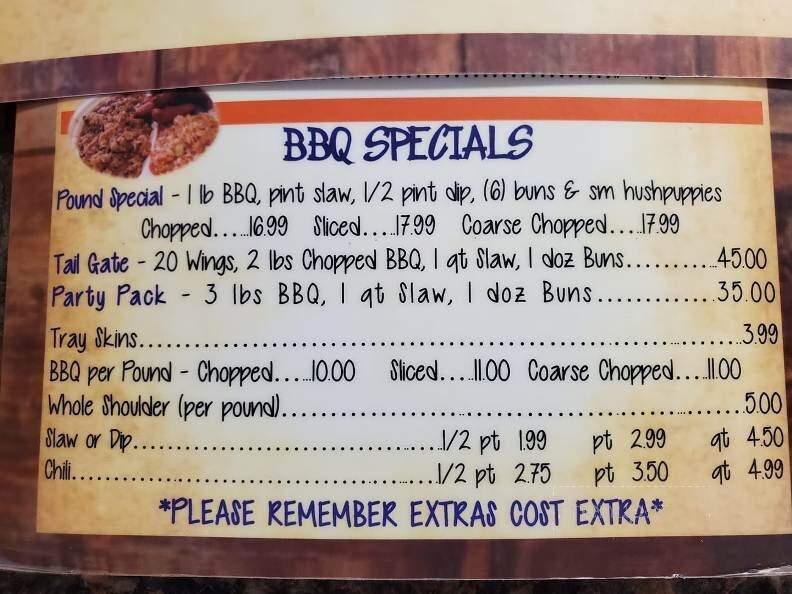 BBQ SPECIALS
Pound Special - 1 lb BBQ, pint slaw, 1/2 pint dip, (6) buns & sm hushpuppies
Chopped......16.99 Sliced.....17.99 Coarse Chopped.....17.99
Tail Gate - 20 Wings, 2 lbs Chopped BBQ, 1 qt Slaw, 1 doz Buns...........45.00
Party Pack - 3 lbs BBQ, 1 qt Slaw, 1 doz Buns.............35.00
Tray Skins..............................................................3.99
BBQ per Pound - Chopped......10.00 Sliced.....11.00 Coarse Chopped.....11.00
Whole Shoulder (per pound)..................................................5.00
Slaw or Dip...................................1/2 pt 1.99 pt 2.99 qt 4.50
Chili..........................................1/2 pt 2.75 pt 3.50 qt 4.99
*PLEASE REMEMBER EXTRAS COST EXTRA*